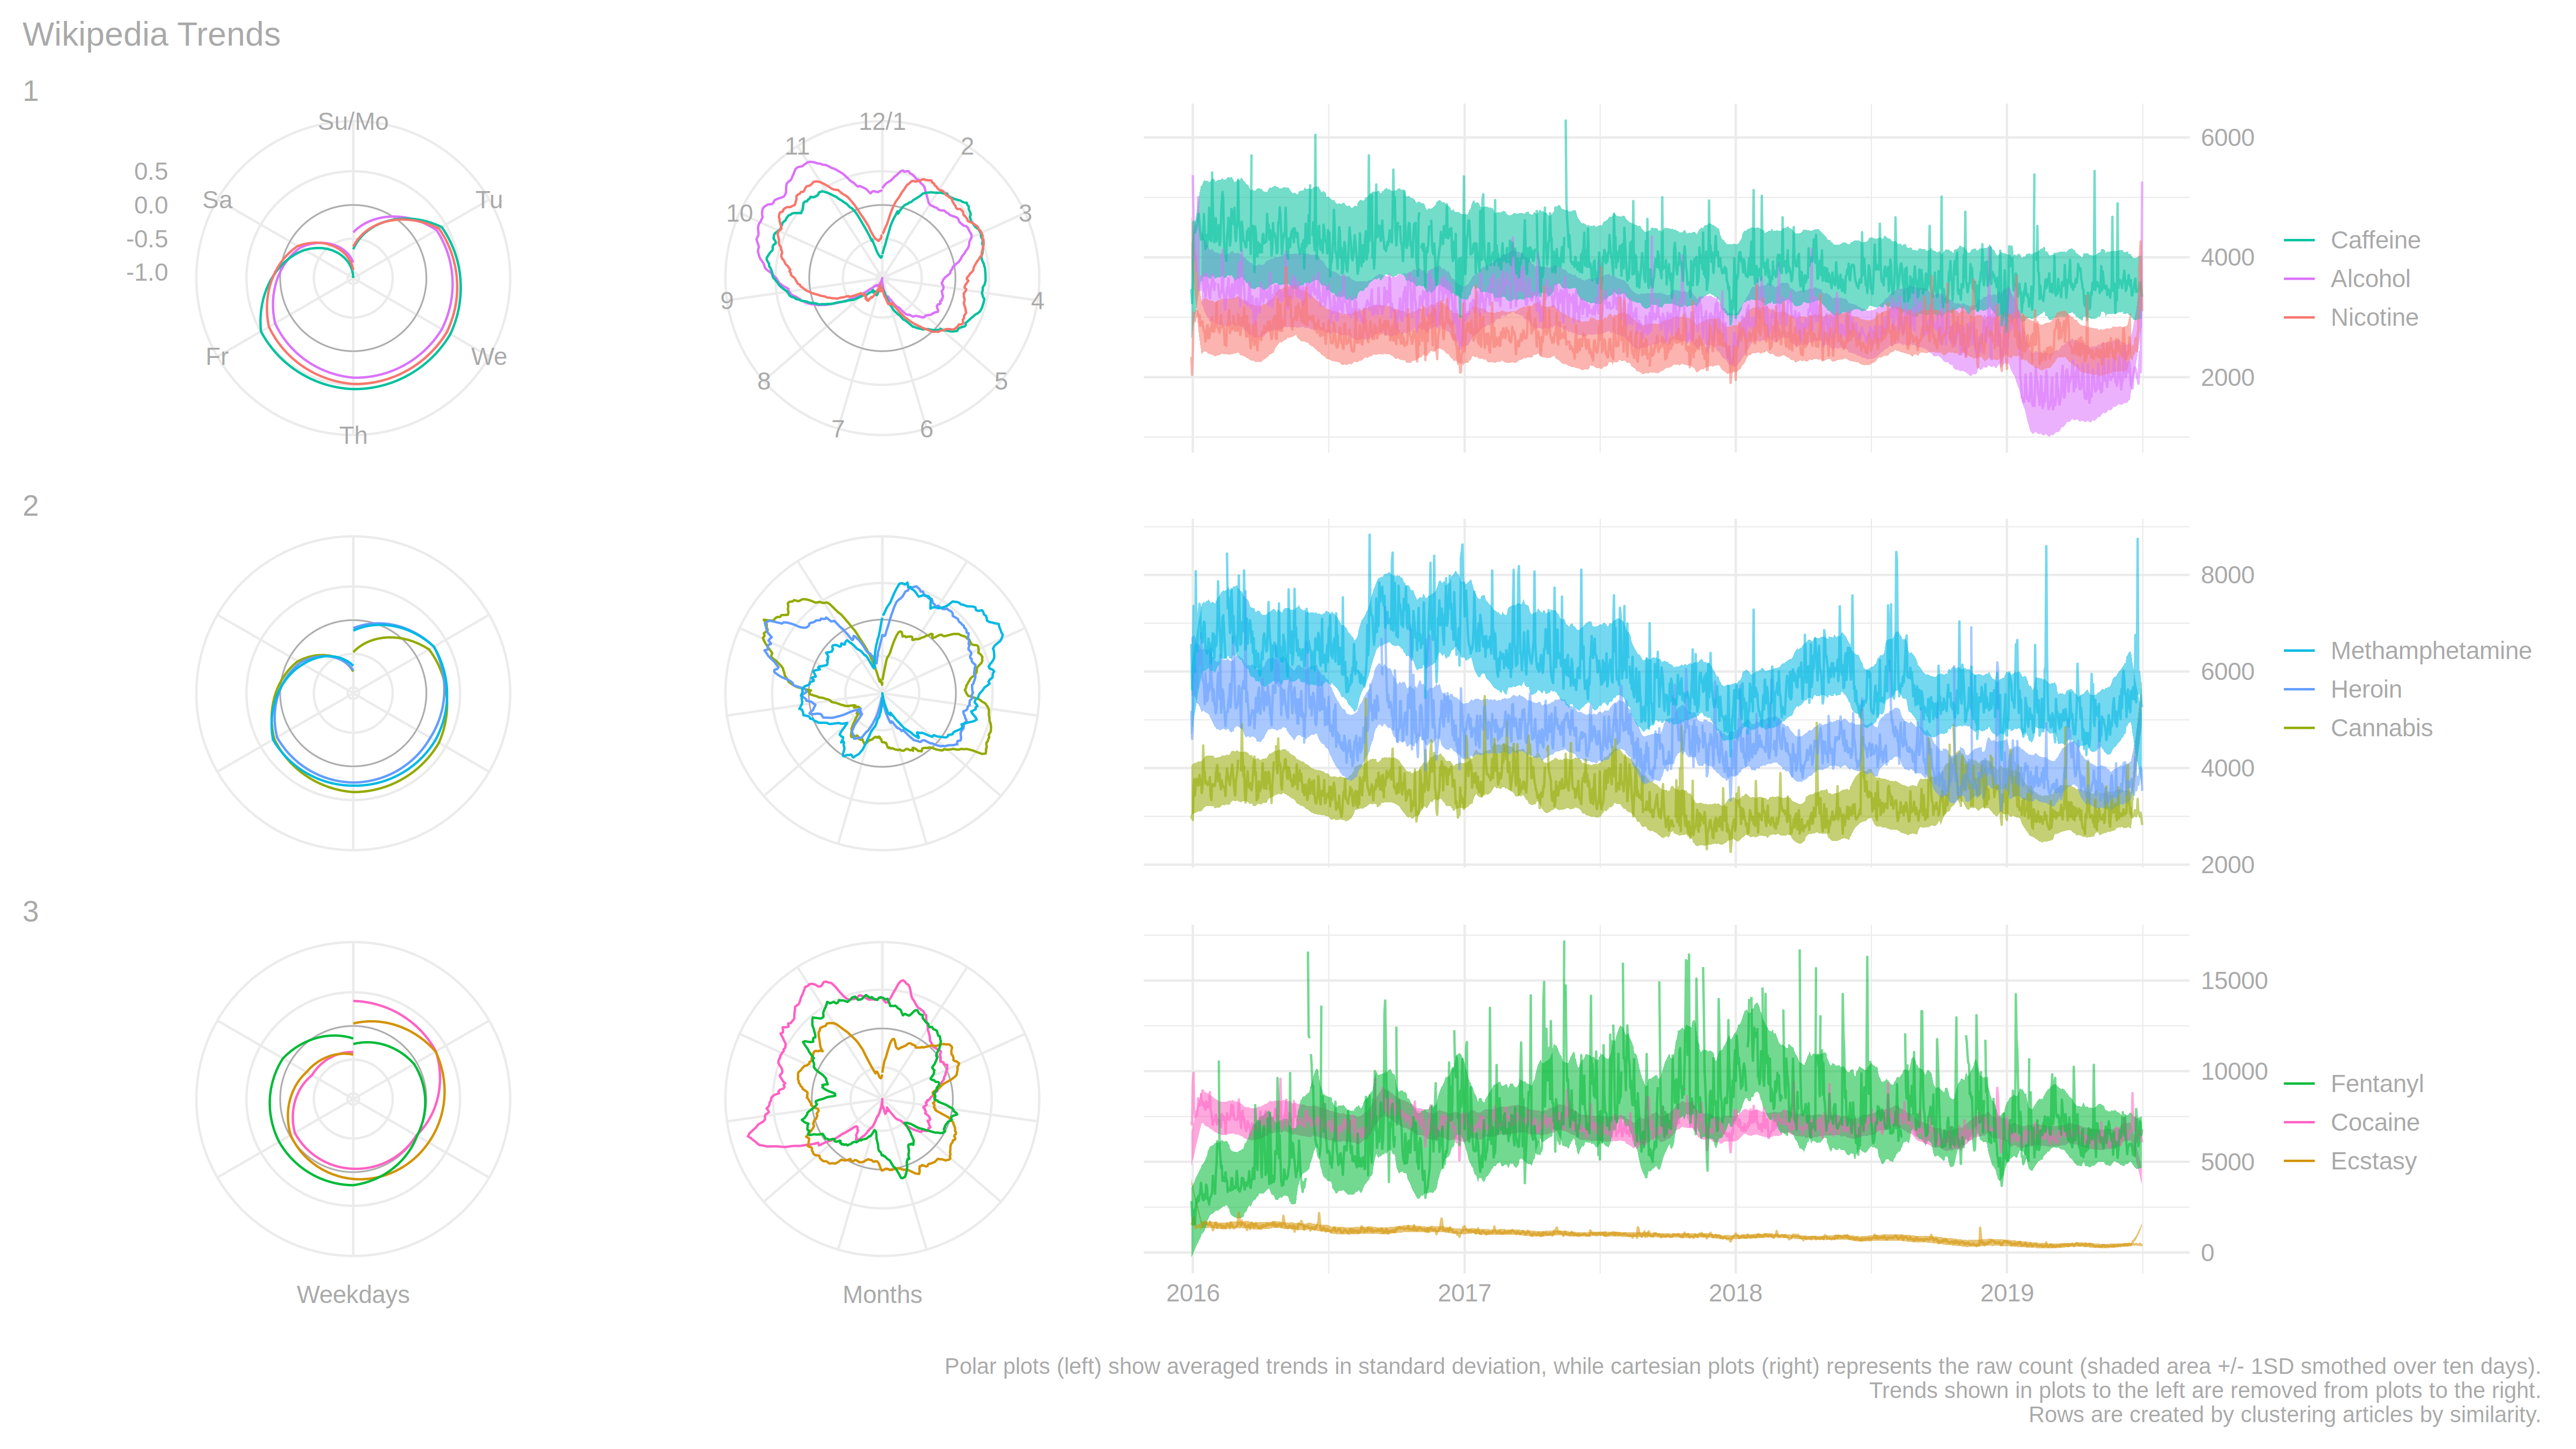 Wikipedia Trends
1
Su/Mo
Tu
We
Th
Fr
Sa
0.5
0.0
-0.5
-1.0
12/1
2
3
4
5
6
7
8
9
10
11
6000
4000
2000
Caffeine
Alcohol
Nicotine
2
8000
6000
4000
2000
Methamphetamine
Heroin
Cannabis
3
15000
10000
5000
0
Fentanyl
Cocaine
Ecstasy
Weekdays
Months
2016
2017
2018
2019
Polar plots (left) show averaged trends in standard deviation, while cartesian plots (right) represents the raw count (shaded area +/- 1SD smothed over ten days).
Trends shown in plots to the left are removed from plots to the right.
Rows are created by clustering articles by similarity.